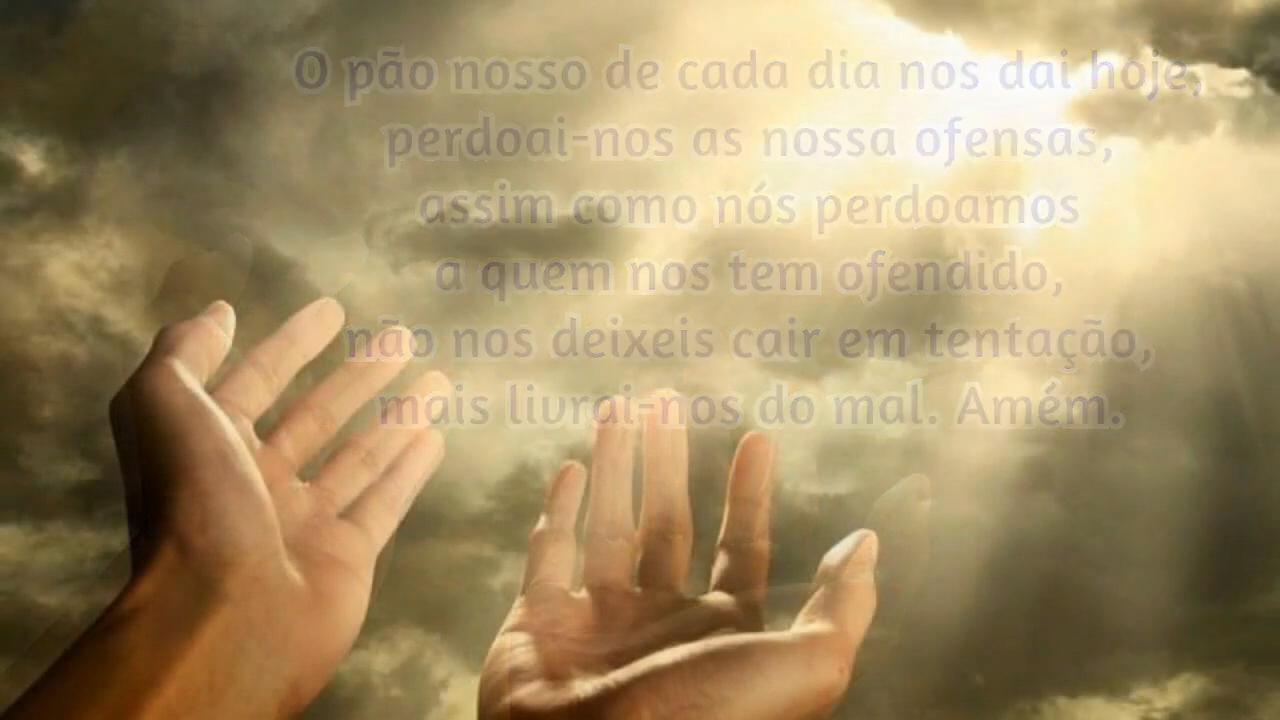 O pão nosso de cada dia nos dai hoje,
perdoai-nos as nossa ofensas,
assim como nós perdoamos
a quem nos tem ofendido,
não nos deixeis cair em tentação,
mais livrai-nos do mal. Amém.